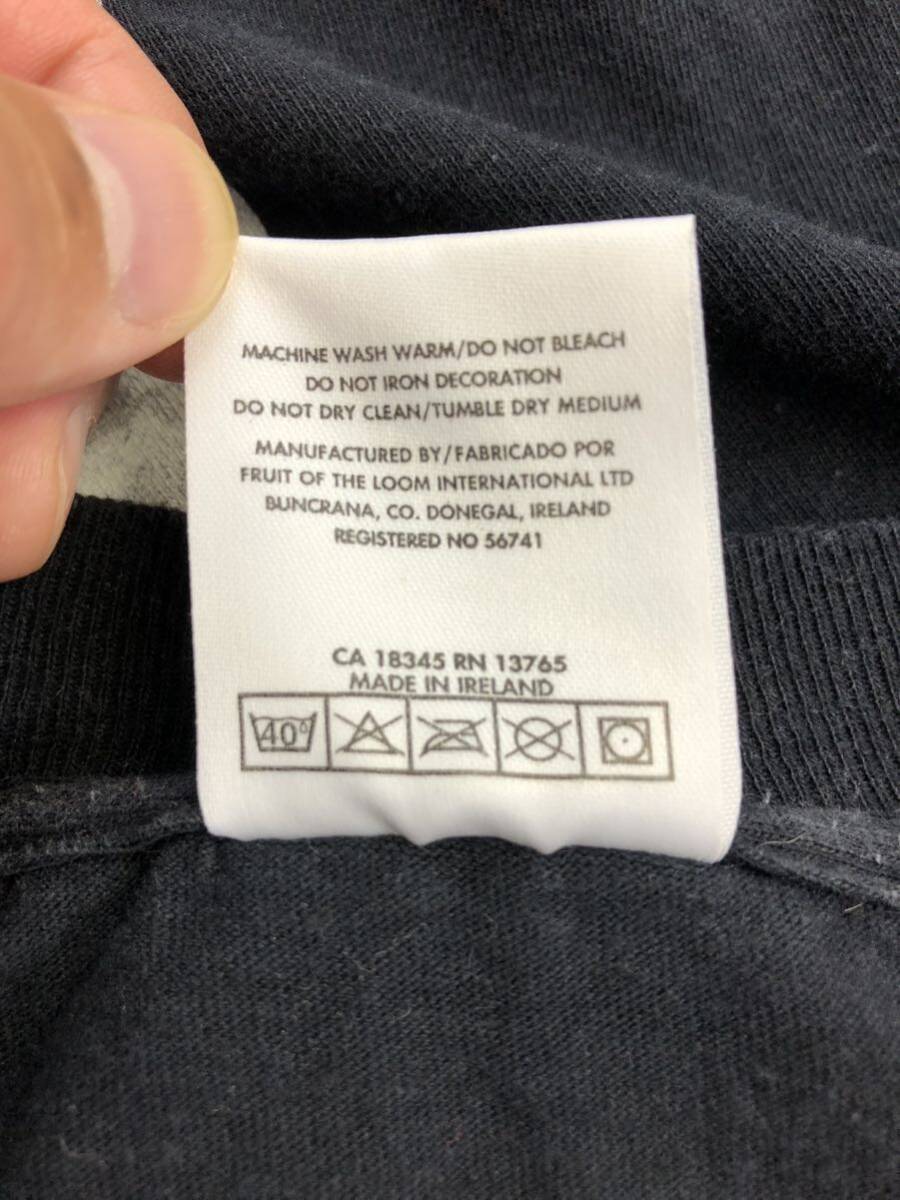 MACHINE WASH WARM/DO NOT BLEACH
DO NOT IRON DECORATION
DO NOT DRY CLEAN/TUMBLE DRY MEDIUM
MANUFACTURED BY/FABRICADO POR
FRUIT OF THE LOOM INTERNATIONAL LTD
BUNCRANA, CO. DONEGAL, IRELAND
REGISTERED NO 56741
CA 18345 RN 13765
MADE IN IRELAND
40°